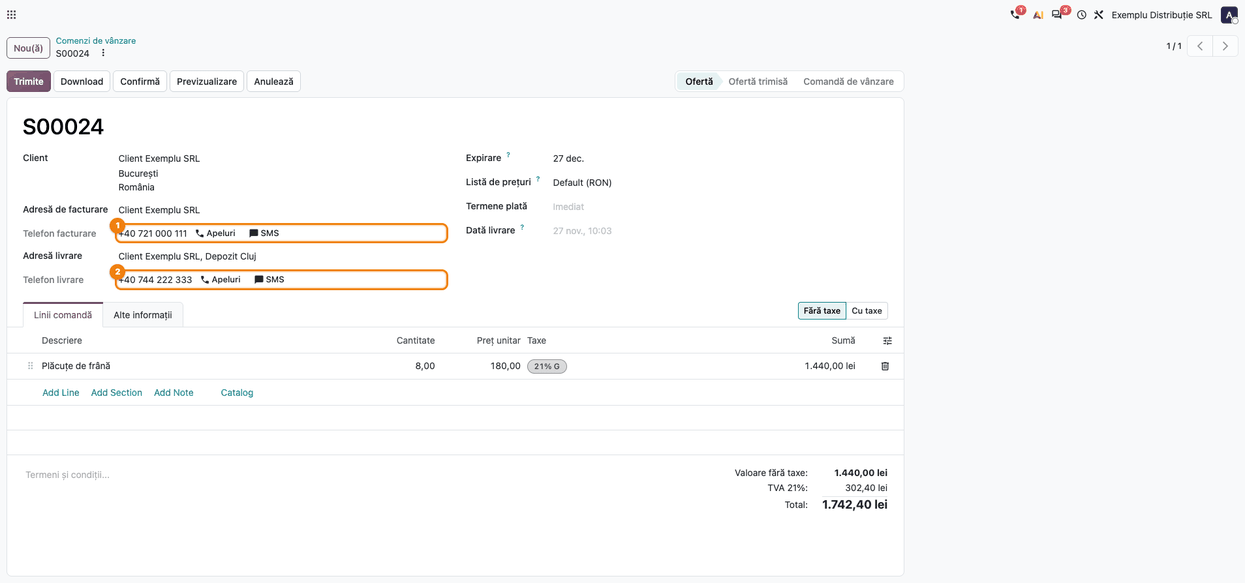 1
3
Exemplu Distribuție SRL
A
Nou(ă)
Comenzi de vânzare
S00024
1 / 1
Trimite
Download
Confirmă
Previzualizare
Anulează
Ofertă
Ofertă trimisă
Comandă de vânzare
S00024
Client
Client Exemplu SRL
București
România
Adresă de facturare
Client Exemplu SRL
Telefon facturare
1
+40 721 000 111
Apeluri
SMS
Adresă livrare
Client Exemplu SRL, Depozit Cluj
Telefon livrare
2
+40 744 222 333
Apeluri
SMS
Expirare ?
27 dec.
Listă de prețuri ?
Default (RON)
Termene plată
Imediat
Dată livrare ?
27 nov., 10:03
Linii comandă
Alte informații
Fără taxe
Cu taxe
Descriere
Cantitate
Preț unitar
Taxe
Sumă
Plăcuțe de frână
8,00
180,00
21% G
1.440,00 lei
Add Line
Add Section
Add Note
Catalog
Termeni și condiții...
Valoare fără taxe:
1.440,00 lei
TVA 21%:
302,40 lei
Total:
1.742,40 lei